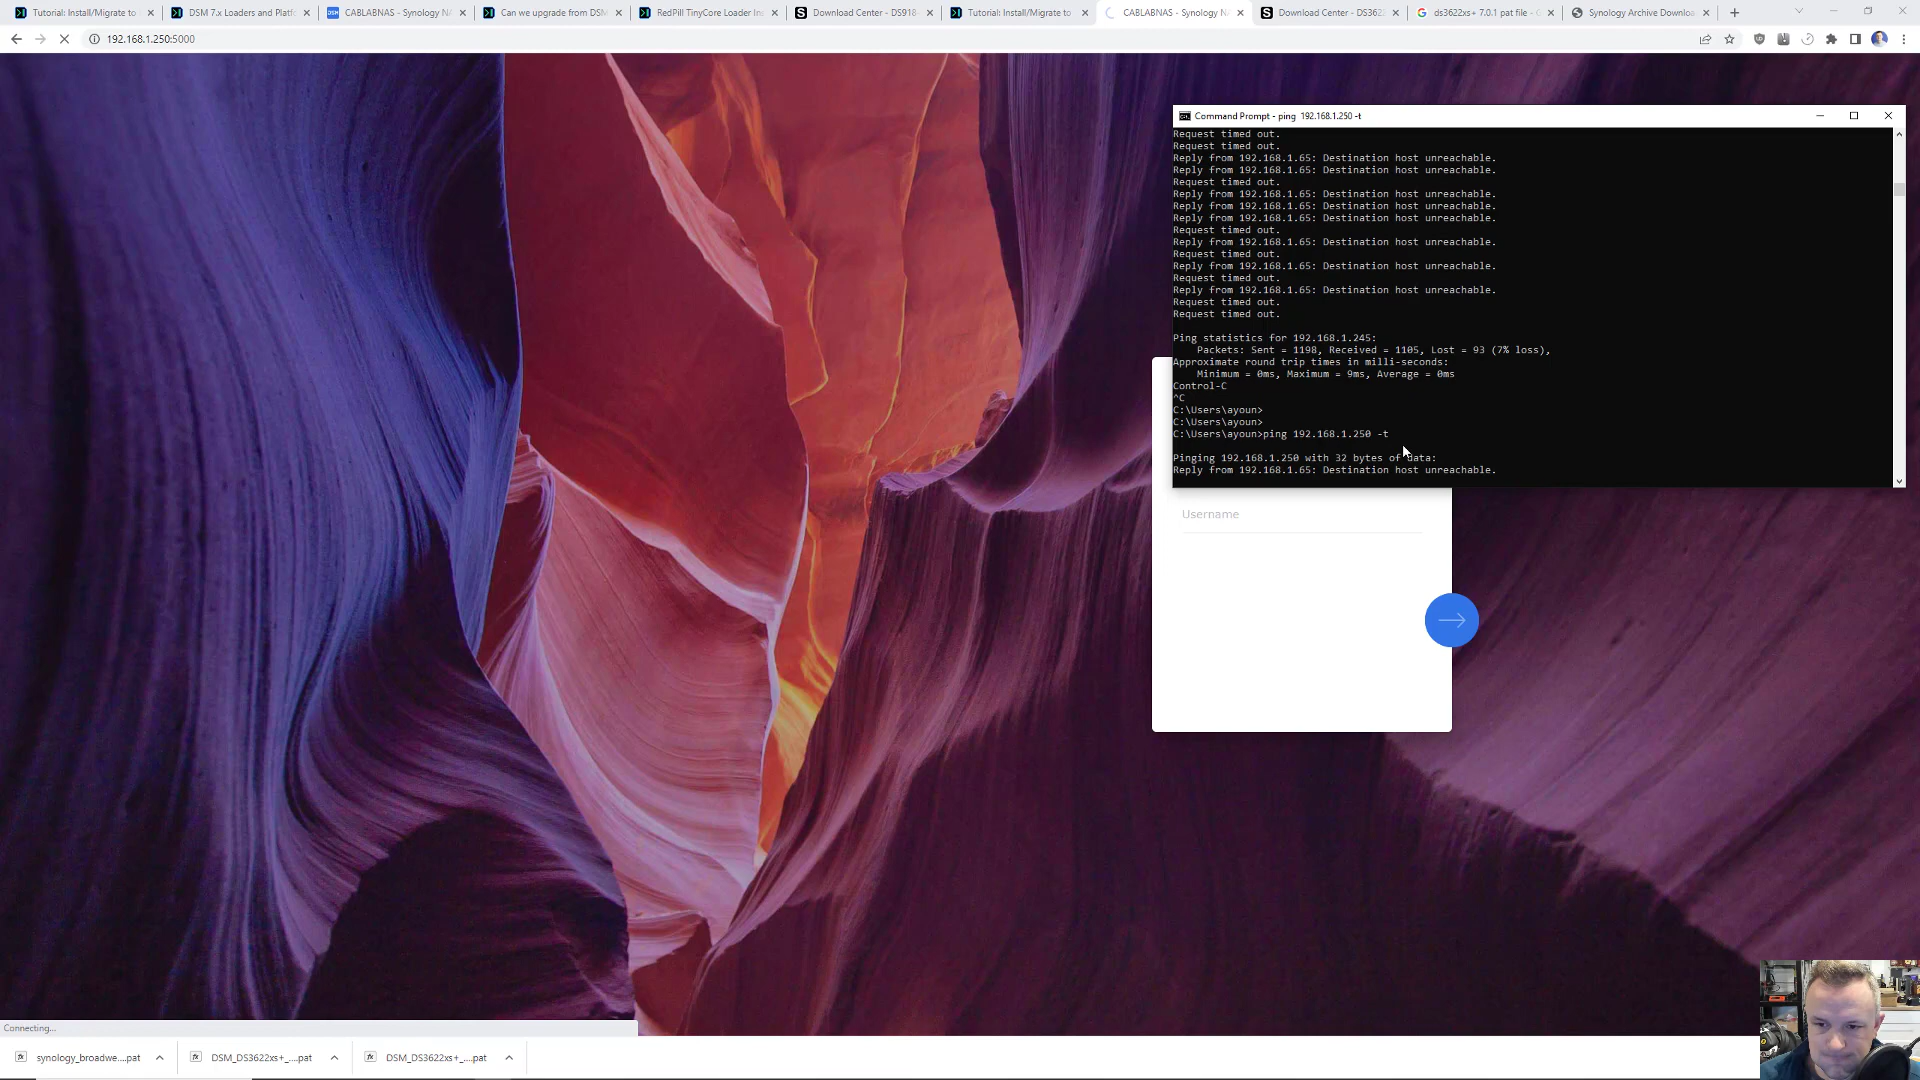 Tutorial: Install/Migrate to
DSM 7.x Loaders and Platf
CABLABNAS - Synology NA
Can we upgrade from DSM
RedPill TinyCore Loader Ins
Download Center - DS918+
Tutorial: Install/Migrate to
CABLABNAS - Synology NA
Download Center - DS3622
ds3622xs+ 7.0.1 pat file - G
Synology Archive Downloa
192.168.1.250:5000
Command Prompt - ping 192.168.1.250 -t
Request timed out.
Request timed out.
Reply from 192.168.1.65: Destination host unreachable.
Reply from 192.168.1.65: Destination host unreachable.
Request timed out.
Reply from 192.168.1.65: Destination host unreachable.
Reply from 192.168.1.65: Destination host unreachable.
Reply from 192.168.1.65: Destination host unreachable.
Request timed out.
Reply from 192.168.1.65: Destination host unreachable.
Request timed out.
Reply from 192.168.1.65: Destination host unreachable.
Request timed out.
Reply from 192.168.1.65: Destination host unreachable.
Request timed out.
Request timed out.
Ping statistics for 192.168.1.245:
Packets: Sent = 1198, Received = 1105, Lost = 93 (7% loss),
Approximate round trip times in milli-seconds:
Minimum = 0ms, Maximum = 9ms, Average = 0ms
Control-C
^C
C:\Users\ayoun>
C:\Users\ayoun>
C:\Users\ayoun>ping 192.168.1.250 -t
Pinging 192.168.1.250 with 32 bytes of data:
Reply from 192.168.1.65: Destination host unreachable.
Username
Connecting...
synology_broadwe....pat
DSM_DS3622xs+_....pat
DSM_DS3622xs+_....pat